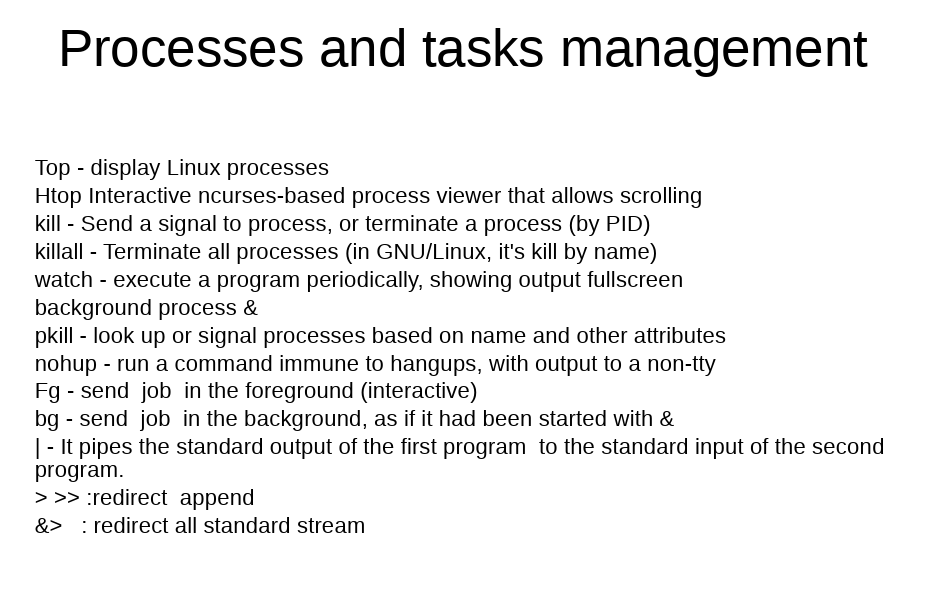 Processes and tasks management
Top - display Linux processes
Htop Interactive ncurses-based process viewer that allows scrolling
kill - Send a signal to process, or terminate a process (by PID)
killall - Terminate all processes (in GNU/Linux, it's kill by name)
watch - execute a program periodically, showing output fullscreen
background process &
pkill - look up or signal processes based on name and other attributes
nohup - run a command immune to hangups, with output to a non-tty
Fg - send  job  in the foreground (interactive)
bg - send  job  in the background, as if it had been started with &
| - It pipes the standard output of the first program  to the standard input of the second
program.
> >> :redirect  append
&>   : redirect all standard stream